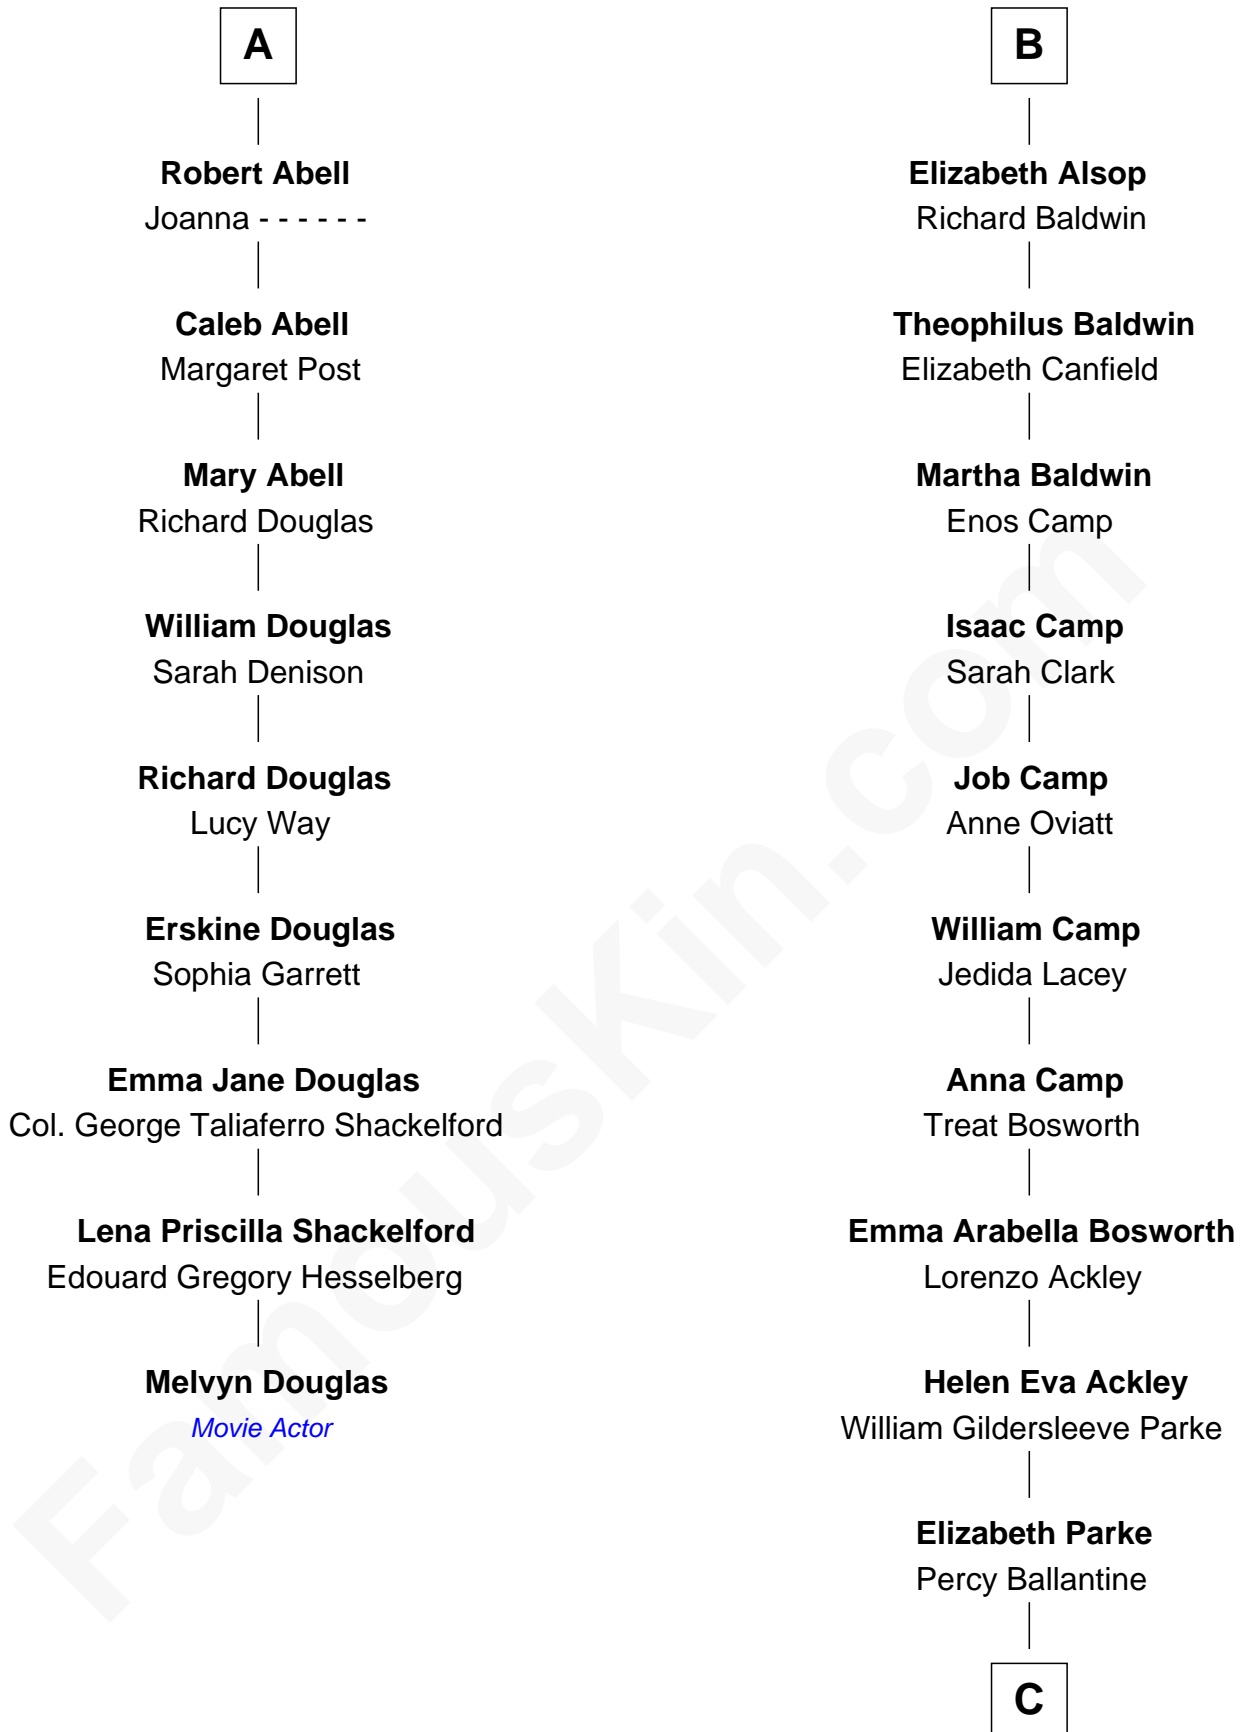 A
Robert Abell
Joanna - - - - - -
Caleb Abell
Margaret Post
Mary Abell
Richard Douglas
William Douglas
Sarah Denison
Richard Douglas
Lucy Way
Erskine Douglas
Sophia Garrett
Emma Jane Douglas
Col. George Taliaferro Shackelford
Lena Priscilla Shackelford
Edouard Gregory Hesselberg
Melvyn Douglas
Movie Actor
B
Elizabeth Alsop
Richard Baldwin
Theophilus Baldwin
Elizabeth Canfield
Martha Baldwin
Enos Camp
Isaac Camp
Sarah Clark
Job Camp
Anne Oviatt
William Camp
Jedida Lacey
Anna Camp
Treat Bosworth
Emma Arabella Bosworth
Lorenzo Ackley
Helen Eva Ackley
William Gildersleeve Parke
Elizabeth Parke
Percy Ballantine
C
FamousKin.com